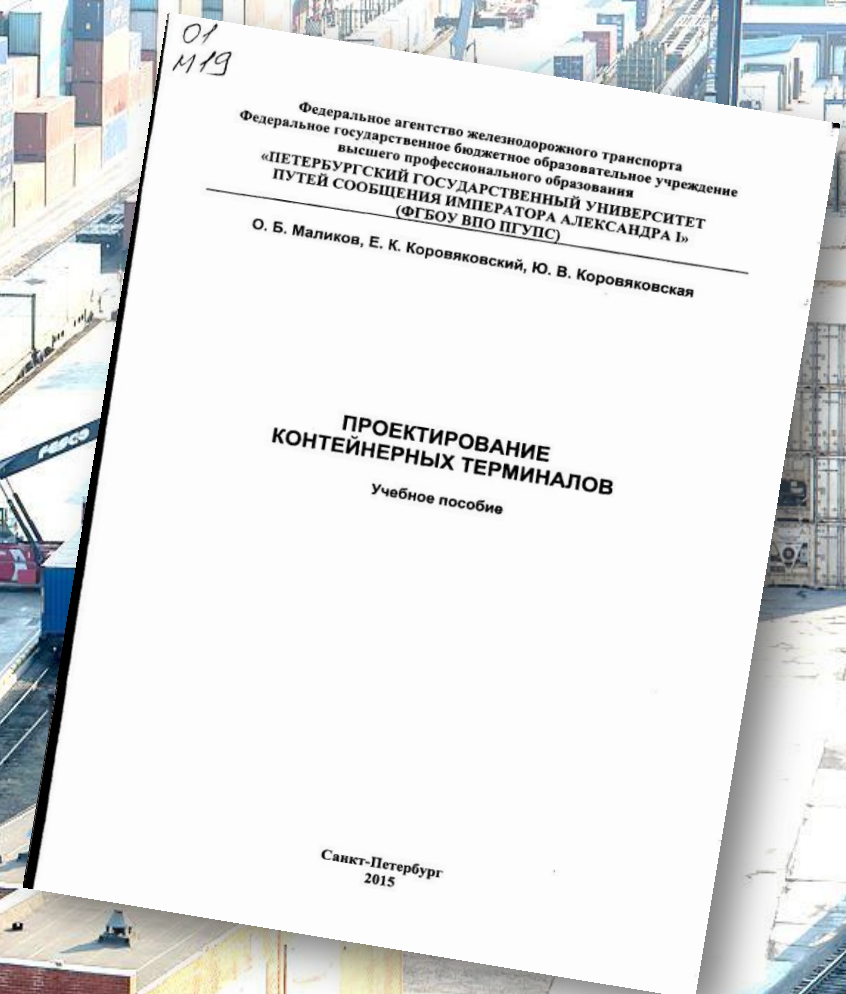 01
М19
Федеральное агентство железнодорожного транспорта
Федеральное государственное бюджетное образовательное учреждение
высшего профессионального образования
«ПЕТЕРБУРГСКИЙ ГОСУДАРСТВЕННЫЙ УНИВЕРСИТЕТ
ПУТЕЙ СООБЩЕНИЯ ИМПЕРАТОРА АЛЕКСАНДРА I»
(ФГБОУ ВПО ПГУПС)
О. Б. Маликов, Е. К. Коровяковский, Ю. В. Коровяковская
ПРОЕКТИРОВАНИЕ
КОНТЕЙНЕРНЫХ ТЕРМИНАЛОВ
Учебное пособие
Санкт-Петербург
2015
FESCO